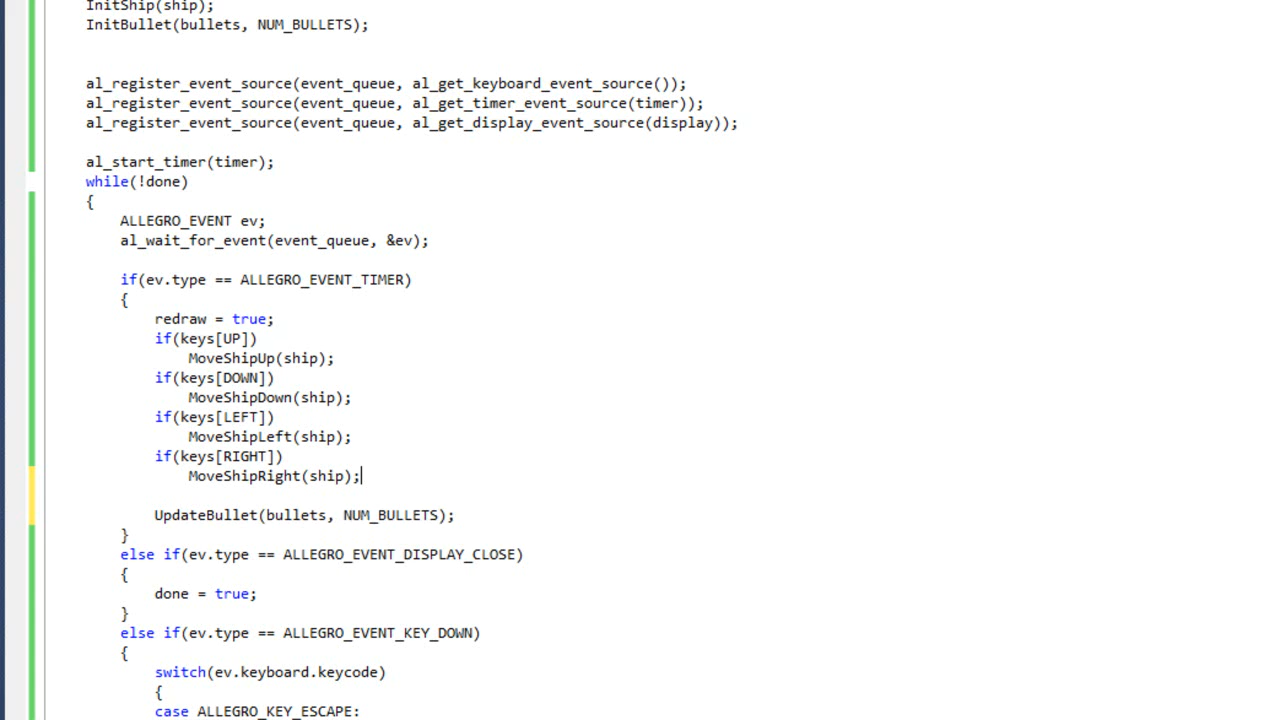 InitShip(ship);
InitBullet(bullets, NUM_BULLETS);
al_register_event_source(event_queue, al_get_keyboard_event_source());
al_register_event_source(event_queue, al_get_timer_event_source(timer));
al_register_event_source(event_queue, al_get_display_event_source(display));
al_start_timer(timer);
while(!done)
{
ALLEGRO_EVENT ev;
al_wait_for_event(event_queue, &ev);
if(ev.type == ALLEGRO_EVENT_TIMER)
{
redraw = true;
if(keys[UP])
MoveShipUp(ship);
if(keys[DOWN])
MoveShipDown(ship);
if(keys[LEFT])
MoveShipLeft(ship);
if(keys[RIGHT])
MoveShipRight(ship);
UpdateBullet(bullets, NUM_BULLETS);
}
else if(ev.type == ALLEGRO_EVENT_DISPLAY_CLOSE)
{
done = true;
}
else if(ev.type == ALLEGRO_EVENT_KEY_DOWN)
{
switch(ev.keyboard.keycode)
{
case ALLEGRO_KEY_ESCAPE: